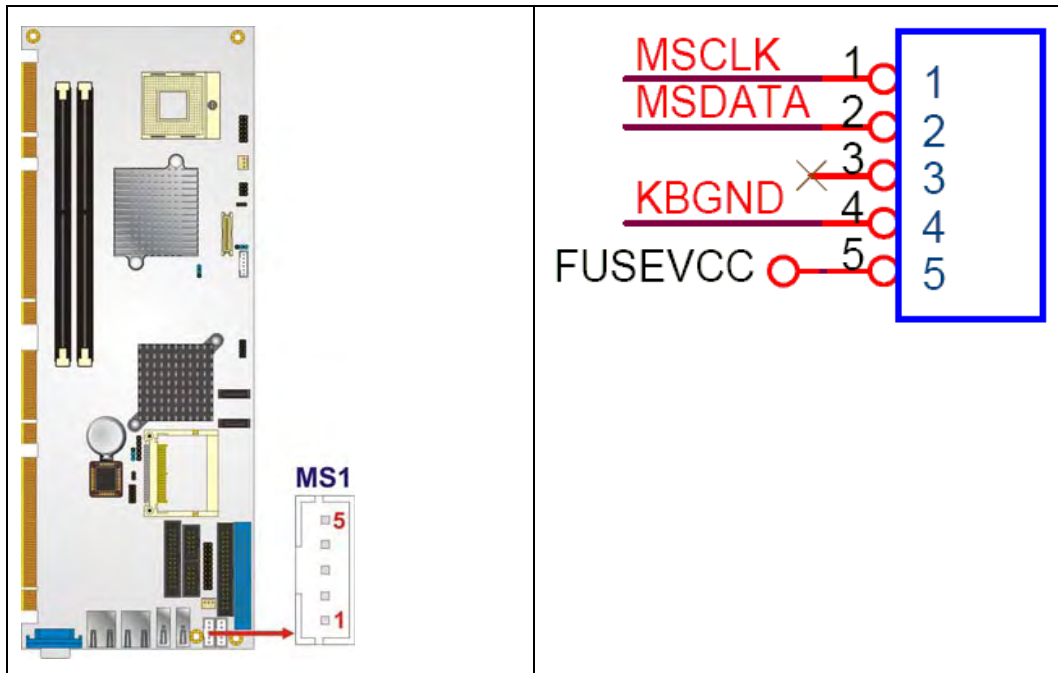 MS1
5
1
MSCLK 1 1
MSDATA 2 2
3 3
KBGND 4 4
FUSEVCC 5 5